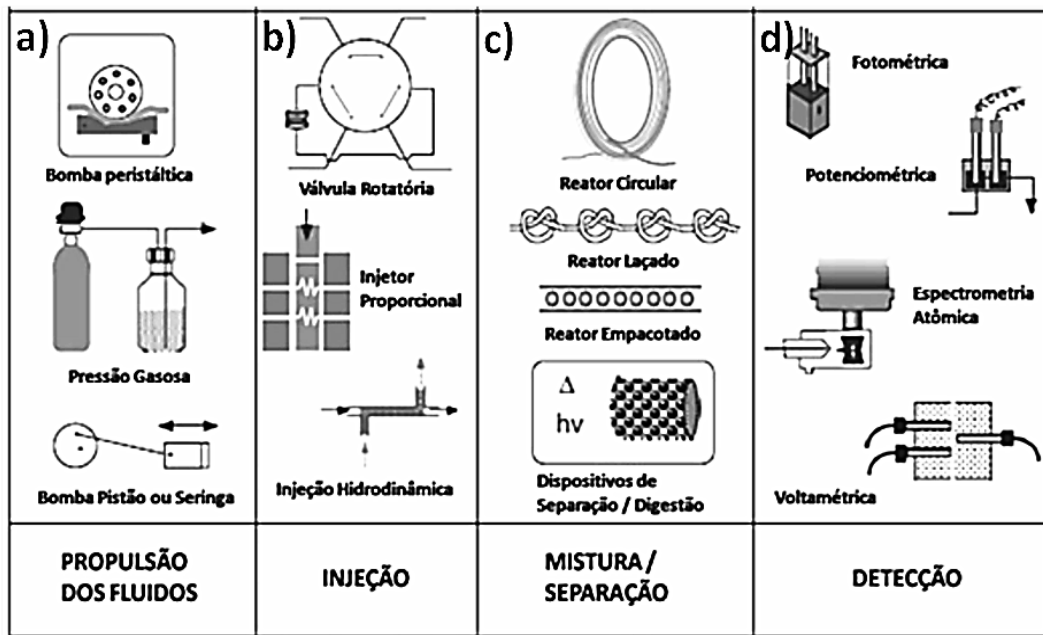 a)
Bomba peristáltica
Pressão Gasosa
Bomba Pistão ou Seringa
PROPULSÃO
DOS FLUIDOS
b)
Válvula Rotatória
Injetor
Proporcional
Injeção Hidrodinâmica
INJEÇÃO
c)
Reator Circular
Reator Laçado
Reator Empacotado
Δ
hv
Dispositivos de
Separação / Digestão
MISTURA /
SEPARAÇÃO
d)
Fotométrica
Potenciométrica
Espectrometria
Atômica
Voltamétrica
DETECÇÃO